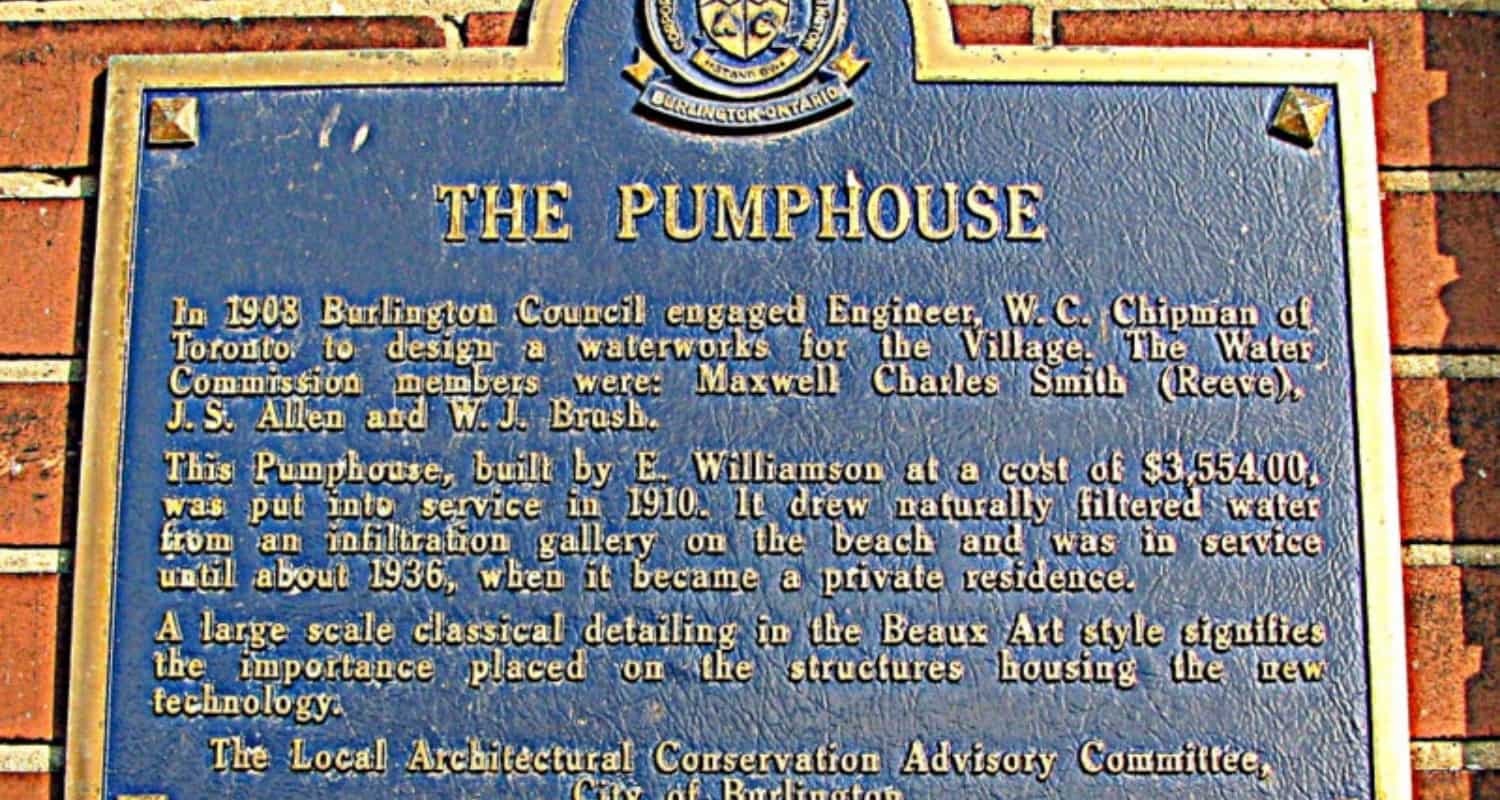 BURLINGTON·ONTARIO
THE PUMPHOUSE
In 1908 Burlington Council engaged Engineer, W. C. Chipman of
Toronto to design a waterworks for the Village. The Water
Commission members were: Maxwell Charles Smith (Reeve),
J. S. Allen and W. J. Brush.
This Pumphouse, built by E. Williamson at a cost of $3,554.00,
was put into service in 1910. It drew naturally filtered water
from an infiltration gallery on the beach and was in service
until about 1936, when it became a private residence.
A large scale classical detailing in the Beaux Art style signifies
the importance placed on the structures housing the new
technology.
The Local Architectural Conservation Advisory Committee,
City of Burlington